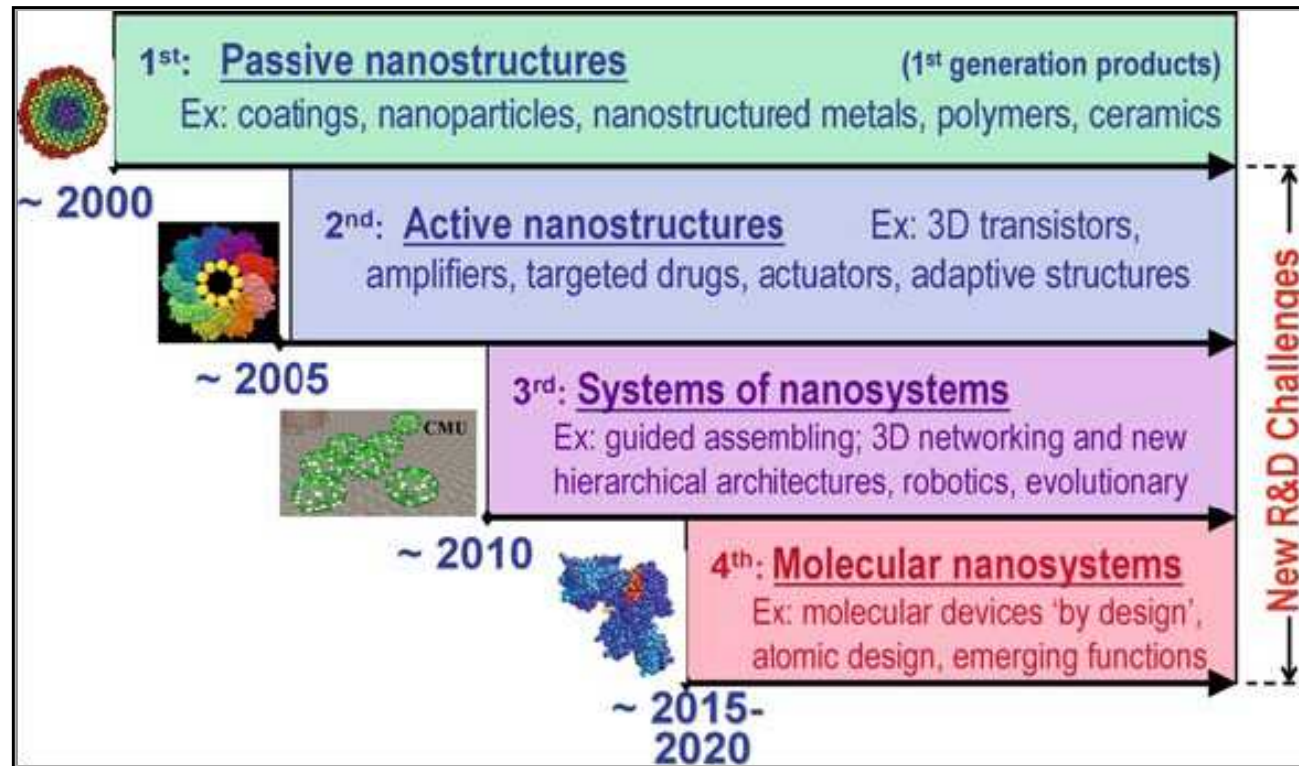 1st: Passive nanostructures (1st generation products)
Ex: coatings, nanoparticles, nanostructured metals, polymers, ceramics
~ 2000
2nd: Active nanostructures Ex: 3D transistors,
amplifiers, targeted drugs, actuators, adaptive structures
~ 2005
CMU
3rd: Systems of nanosystems
Ex: guided assembling; 3D networking and new
hierarchical architectures, robotics, evolutionary
~ 2010
4th: Molecular nanosystems
Ex: molecular devices ‘by design’,
atomic design, emerging functions
~ 2015-
2020
New R&D Challenges